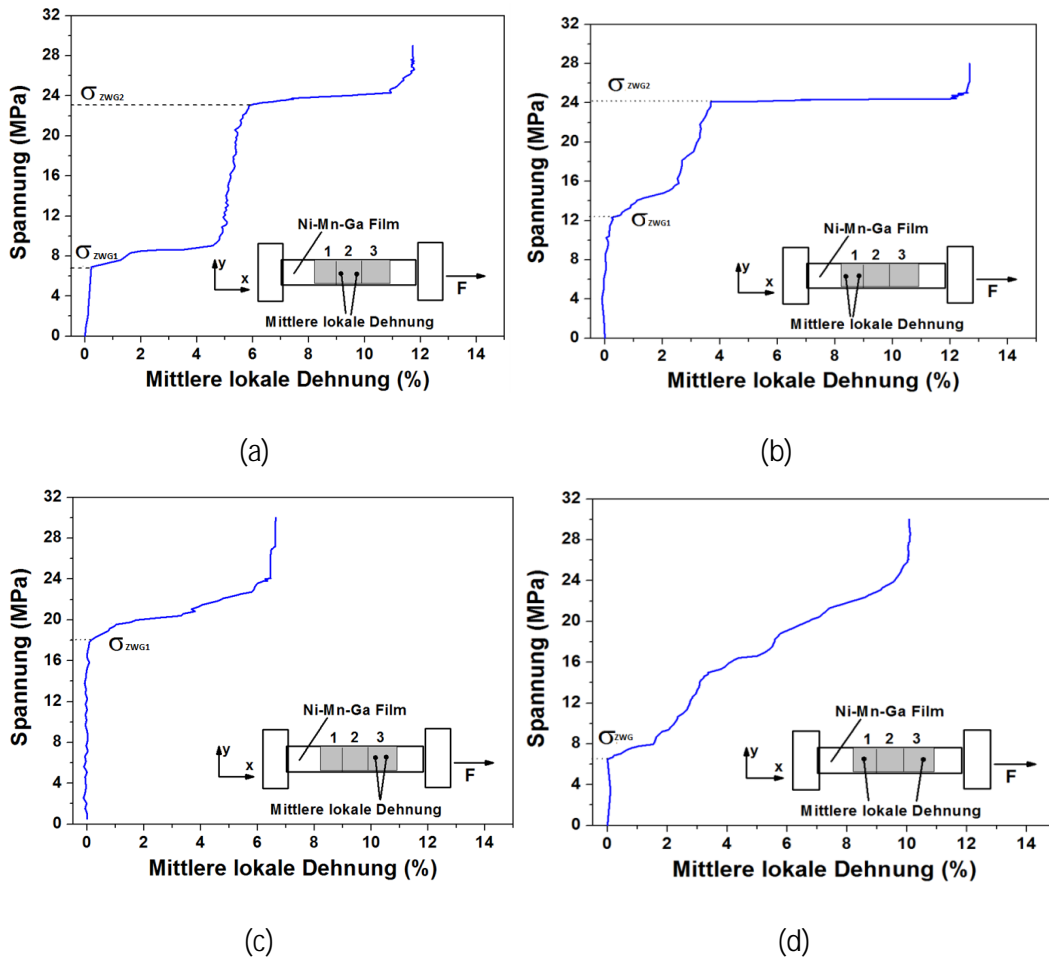 32
28
24
20
16
12
8
4
0
Spannung (MPa)
σZWG2
σZWG1
Ni-Mn-Ga Film
1 2 3
y
x
F
Mittlere lokale Dehnung
0 2 4 6 8 10 12 14
Mittlere lokale Dehnung (%)
(a)
32
28
24
20
16
12
8
4
0
Spannung (MPa)
σZWG2
σZWG1
Ni-Mn-Ga Film
1 2 3
y
x
F
Mittlere lokale Dehnung
0 2 4 6 8 10 12 14
Mittlere lokale Dehnung (%)
(b)
32
28
24
20
16
12
8
4
0
Spannung (MPa)
σZWG1
Ni-Mn-Ga Film
1 2 3
y
x
F
Mittlere lokale Dehnung
0 2 4 6 8 10 12 14
Mittlere lokale Dehnung (%)
(c)
32
28
24
20
16
12
8
4
0
Spannung (MPa)
σZWG
Ni-Mn-Ga Film
1 2 3
y
x
F
Mittlere lokale Dehnung
0 2 4 6 8 10 12 14
Mittlere lokale Dehnung (%)
(d)